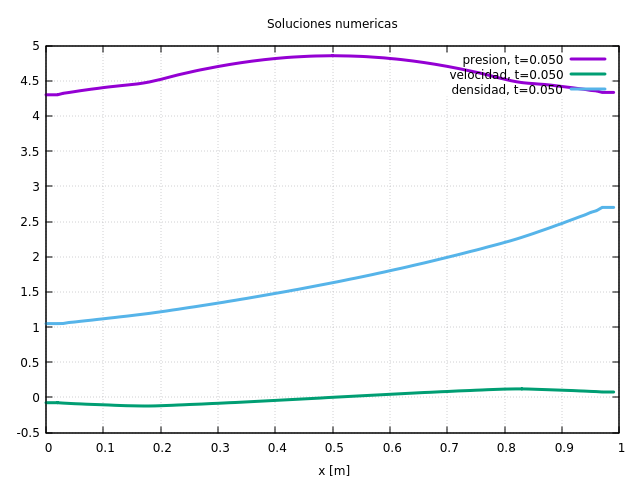 Soluciones numericas
presion, t=0.050
velocidad, t=0.050
densidad, t=0.050
5
4.5
4
3.5
3
2.5
2
1.5
1
0.5
0
-0.5
0 0.1 0.2 0.3 0.4 0.5 0.6 0.7 0.8 0.9 1
x [m]